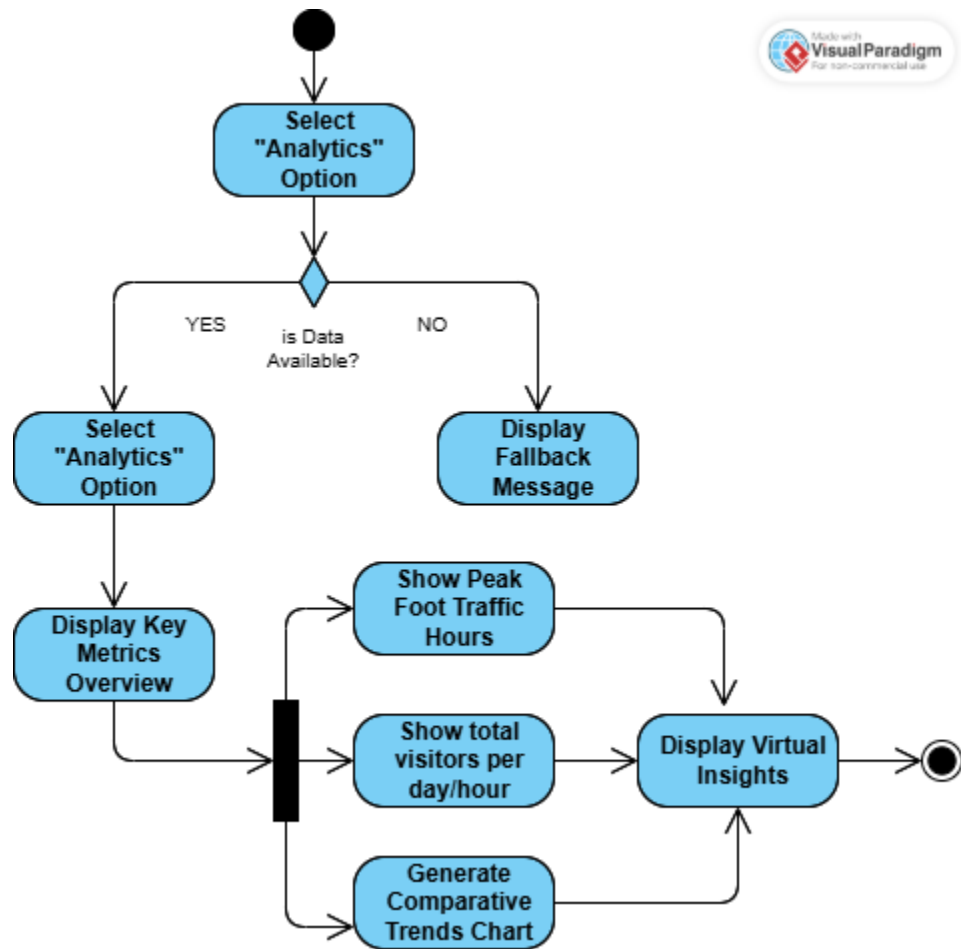 Made with
Visual Paradigm
For non-commercial use
Select
"Analytics"
Option
YES
is Data
Available?
NO
Select
"Analytics"
Option
Display
Fallback
Message
Display Key
Metrics
Overview
Show Peak
Foot Traffic
Hours
Show total
visitors per
day/hour
Display Virtual
Insights
Generate
Comparative
Trends Chart